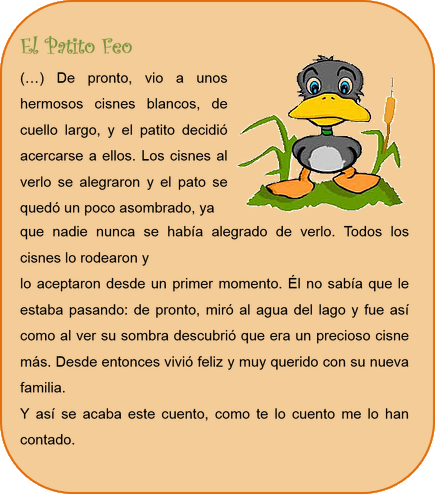 El Patito Feo
(…) De pronto, vio a unos
hermosos cisnes blancos, de
cuello largo, y el patito decidió
acercarse a ellos. Los cisnes al
verlo se alegraron y el pato se
quedó un poco asombrado, ya
que nadie nunca se había alegrado de verlo. Todos los
cisnes lo rodearon y
lo aceptaron desde un primer momento. Él no sabía que le
estaba pasando: de pronto, miró al agua del lago y fue así
como al ver su sombra descubrió que era un precioso cisne
más. Desde entonces vivió feliz y muy querido con su nueva
familia.
Y así se acaba este cuento, como te lo cuento me lo han
contado.